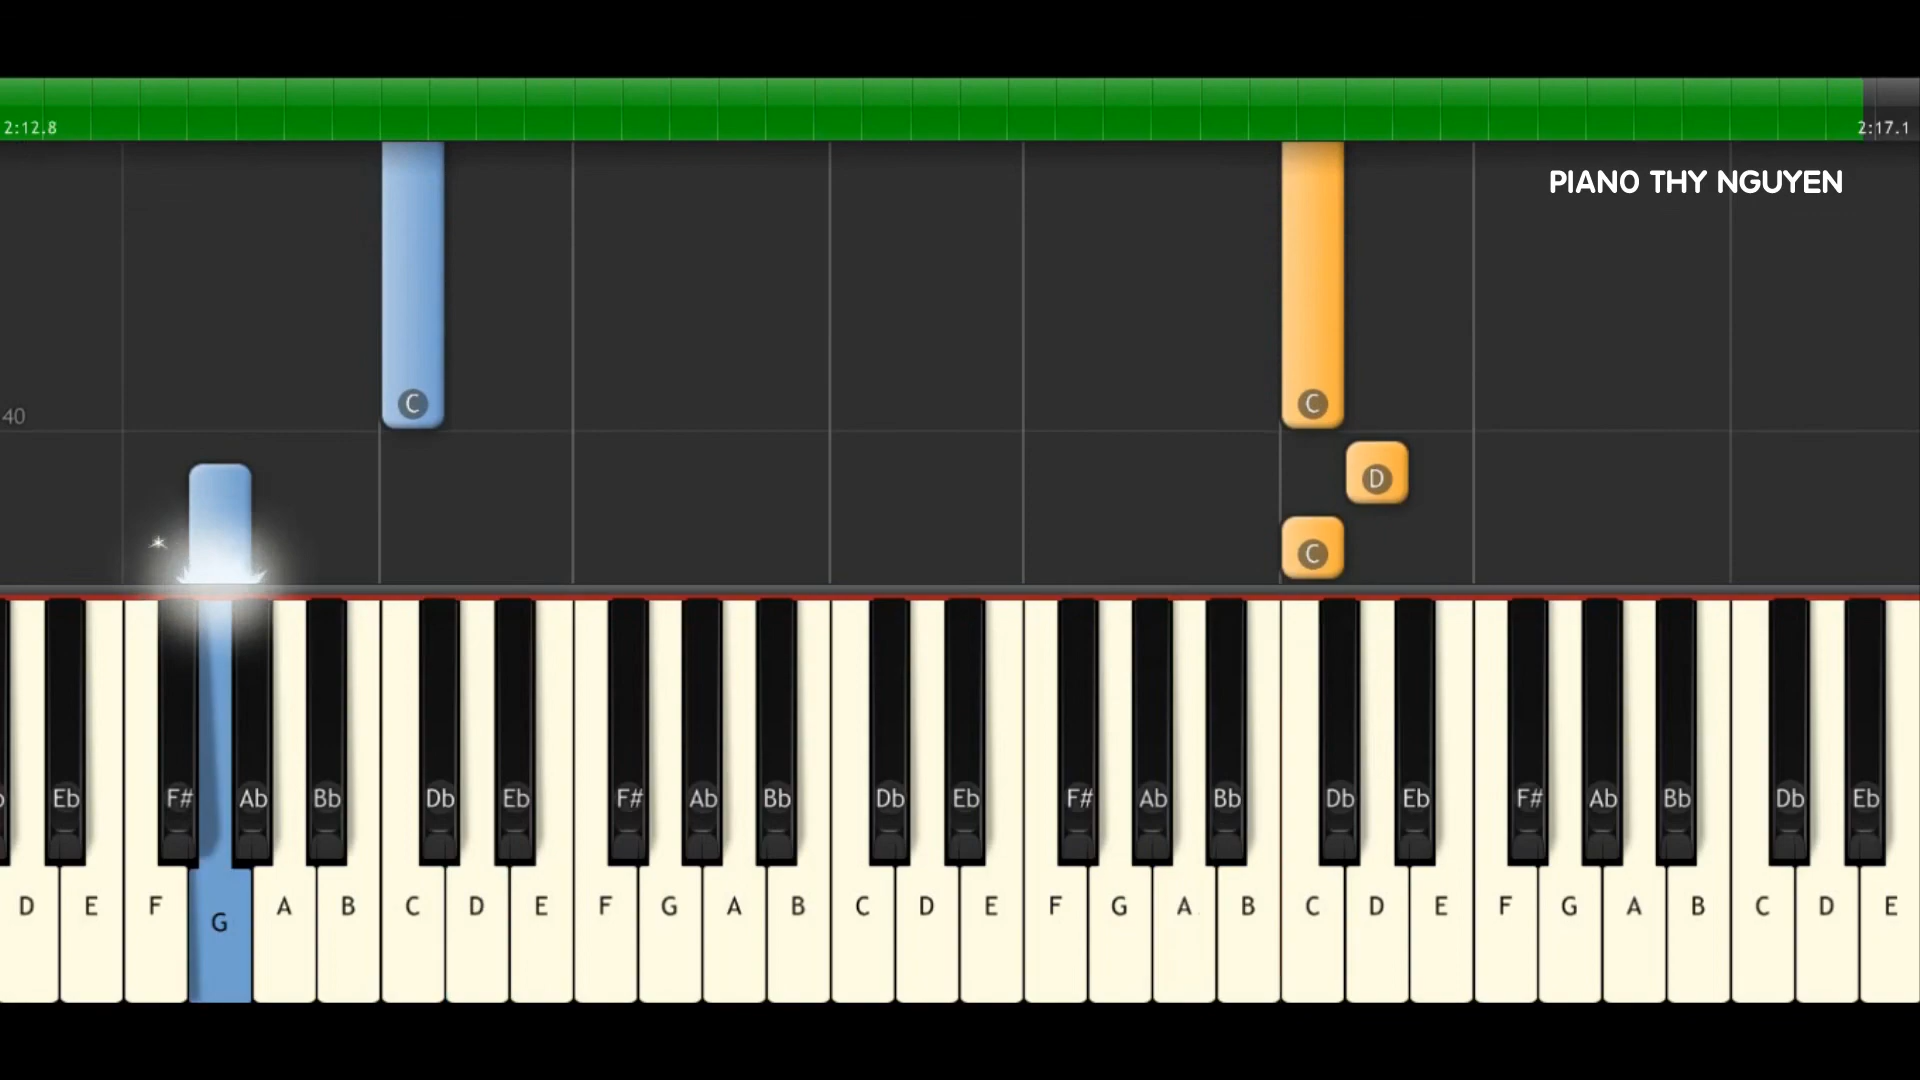 2:12.8 2:17.1
PIANO THY NGUYEN
C C
40
D
C
Eb F# Ab Bb Db Eb F# Ab Bb Db Eb F# Ab Bb Db Eb F# Ab Bb Db Eb
D E F G A B C D E F G A B C D E F G A B C D E F G A B C D E